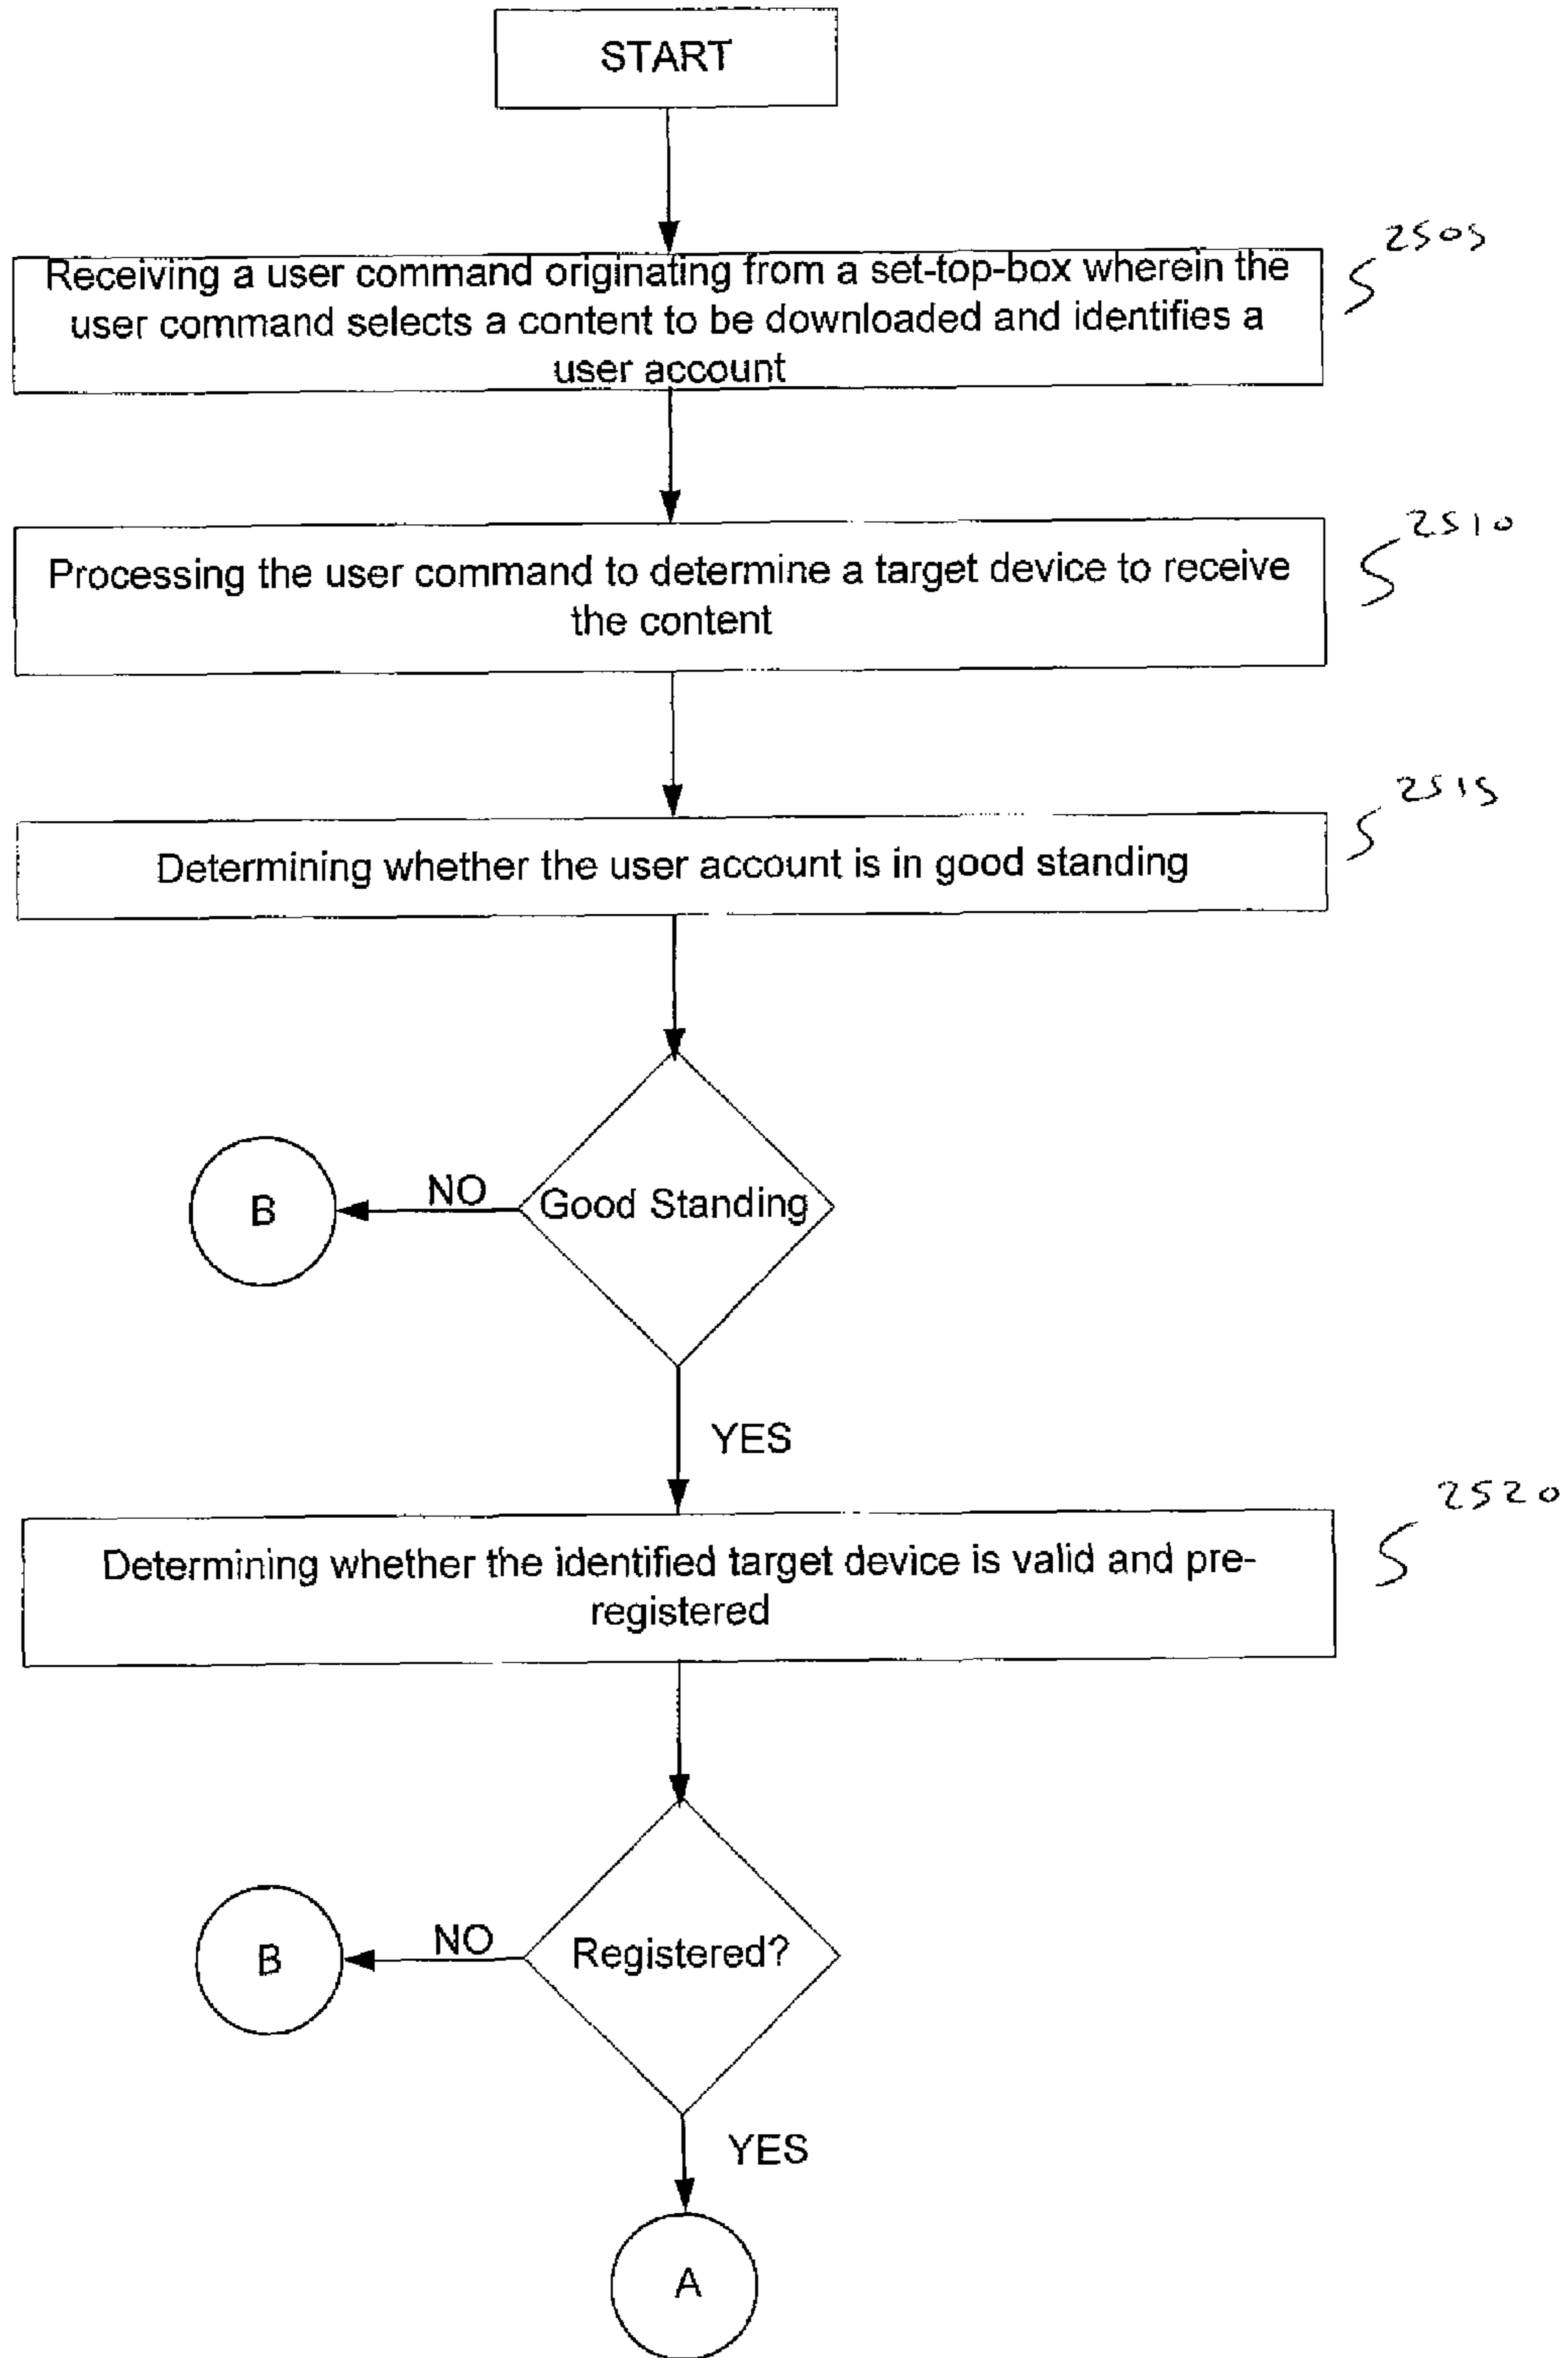 START
2505
Receiving a user command originating from a set-top-box wherein the
user command selects a content to be downloaded and identifies a
user account
2510
Processing the user command to determine a target device to receive
the content
2515
Determining whether the user account is in good standing
B
NO
Good Standing
YES
2520
Determining whether the identified target device is valid and pre-
registered
B
NO
Registered?
YES
A